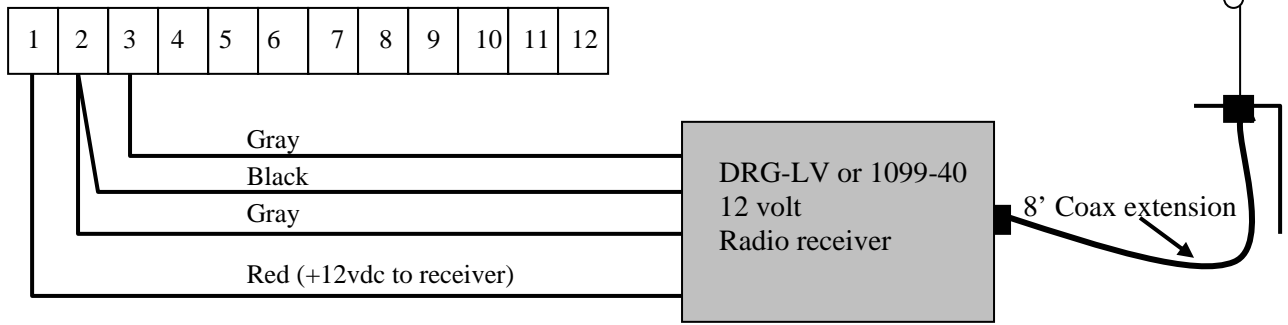 1 2 3 4 5 6 7 8 9 10 11 12
Gray
Black
Gray
Red (+12vdc to receiver)
DRG-LV or 1099-40
12 volt
Radio receiver
8’ Coax extension